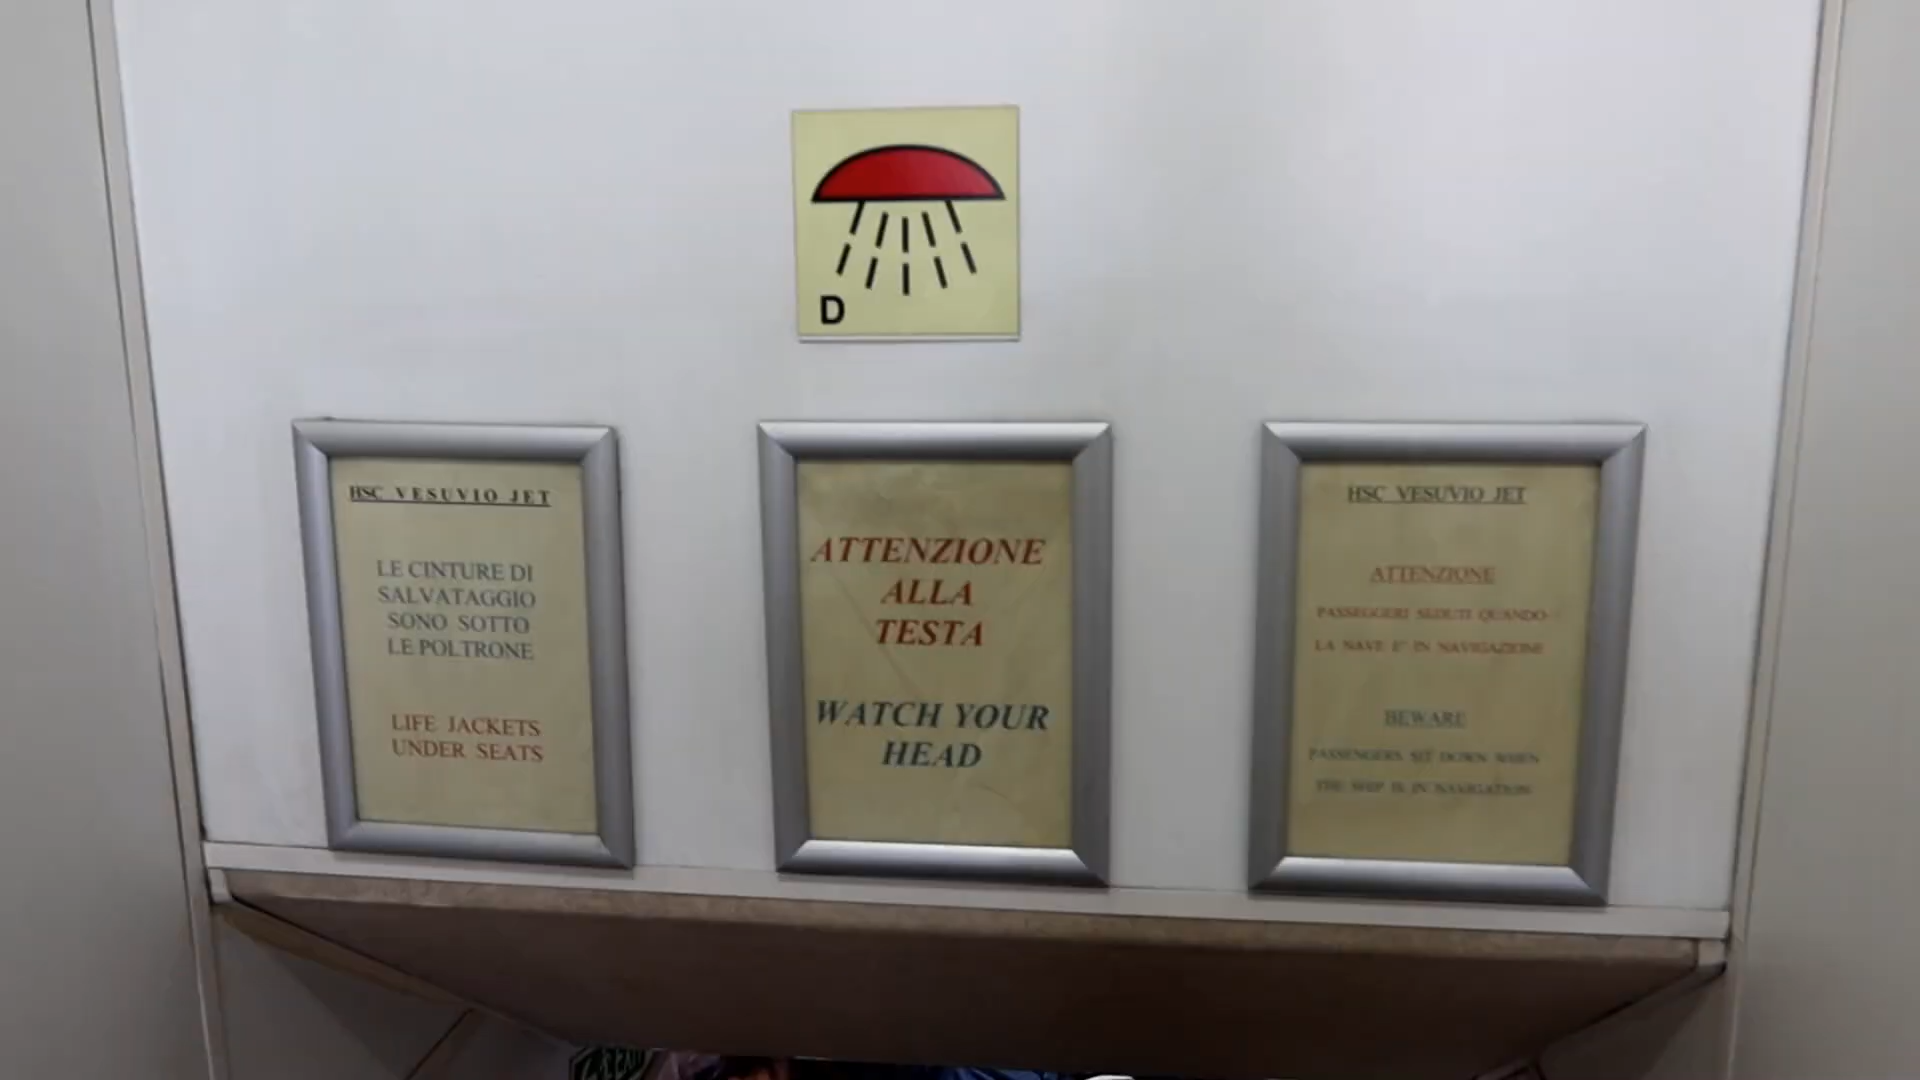 D
HSC VESUVIO JET
LE CINTURE DI
SALVATAGGIO
SONO SOTTO
LE POLTRONE
LIFE JACKETS
UNDER SEATS
ATTENZIONE
ALLA
TESTA
WATCH YOUR
HEAD
HSC VESUVIO JET
ATTENZIONE
PASSEGGERI SEDUTI QUANDO
LA NAVE E' IN NAVIGAZIONE
BEWARE
PASSENGERS SIT DOWN WHEN
THE SHIP IS IN NAVIGATION